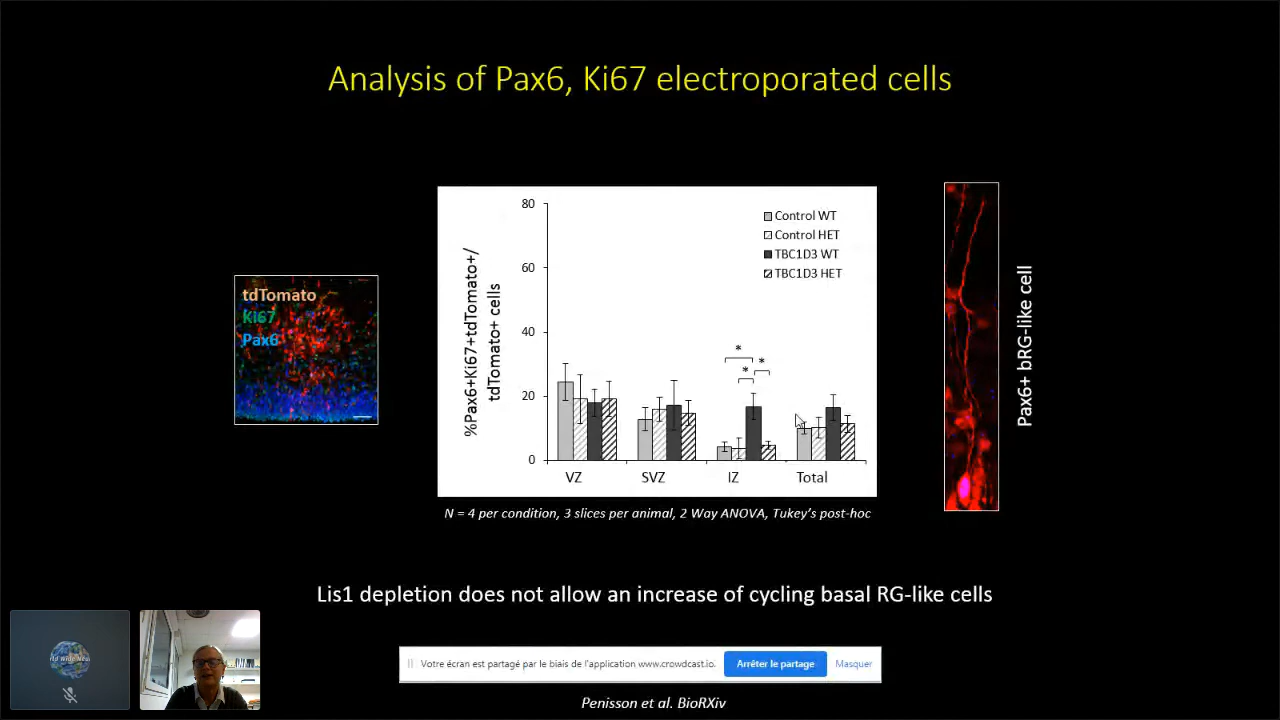 Analysis of Pax6, Ki67 electroporated cells
tdTomato
Ki67
Pax6
%Pax6+Ki67+tdTomato+/
tdTomato+ cells
80
60
40
20
0
Control WT
Control HET
TBC1D3 WT
TBC1D3 HET
*
*
*
VZ
SVZ
IZ
Total
Pax6+ bRG-like cell
N = 4 per condition, 3 slices per animal, 2 Way ANOVA, Tukey's post-hoc
Lis1 depletion does not allow an increase of cycling basal RG-like cells
Votre écran est partagé par le biais de l'application www.crowdcast.io.
Arrêter le partage
Masquer
Penisson et al. BioRXiv